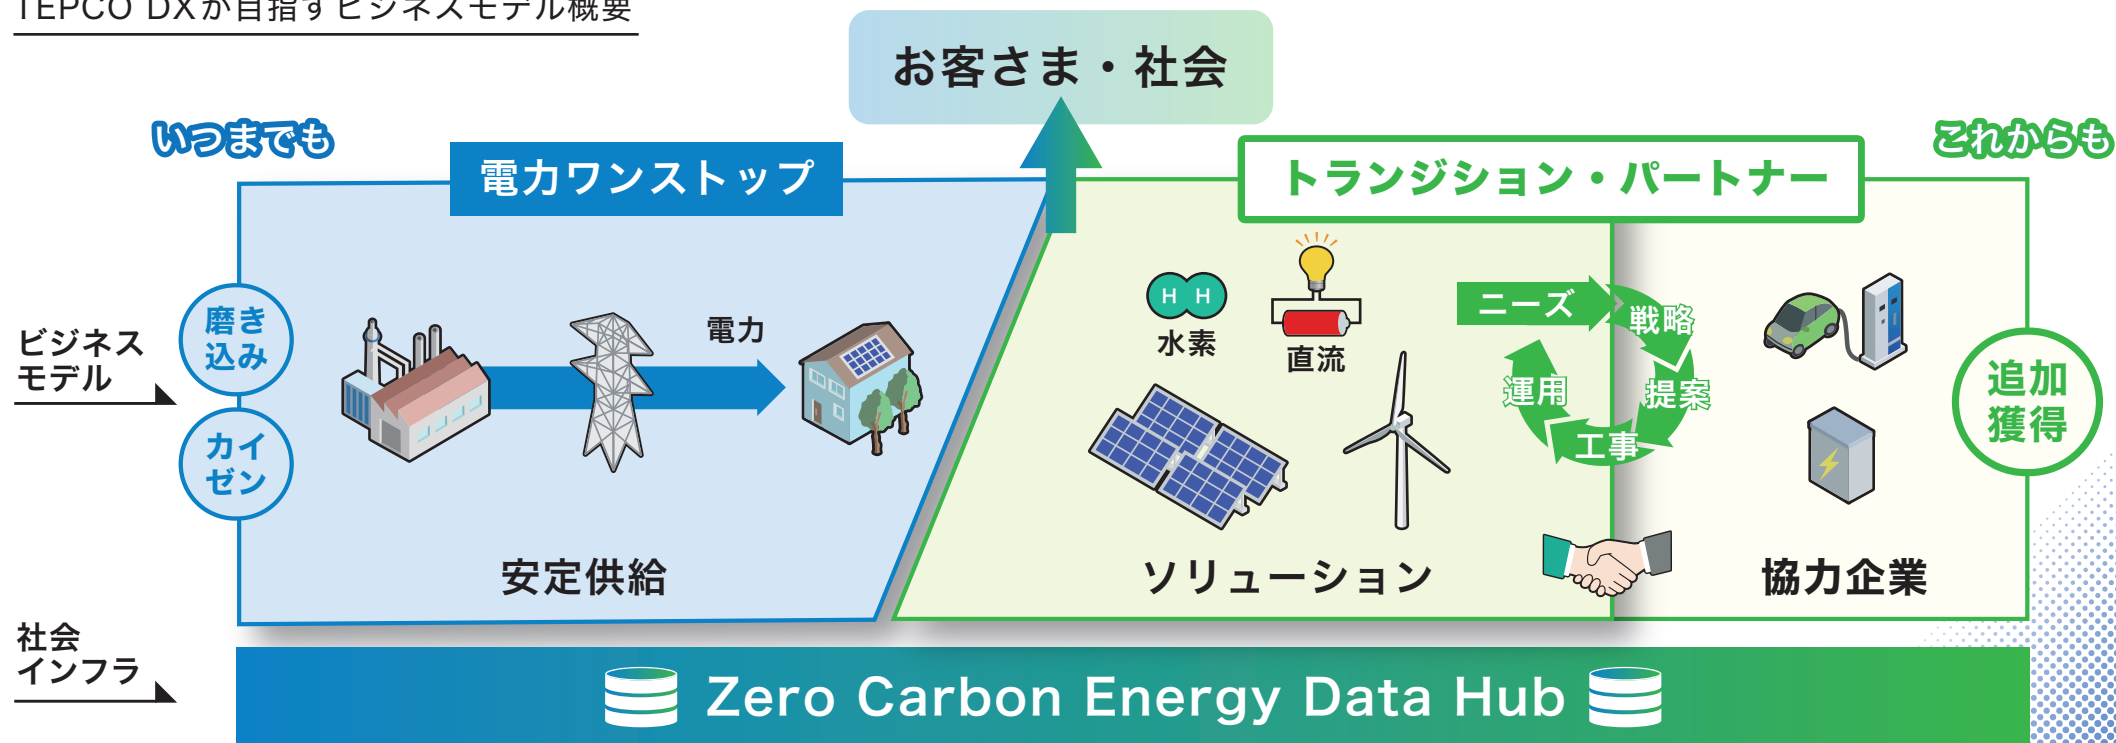 TEPCO DXが目指すビジネスモデル概要
お客さま・社会
いつまでも
これからも
電力ワンストップ
トランジション・パートナー
ビジネス
モデル
磨き
込み
カイ
ゼン
電力
安定供給
H H
水素
直流
ニーズ
戦略
提案
工事
運用
ソリューション
協力企業
追加
獲得
社会
インフラ
Zero Carbon Energy Data Hub